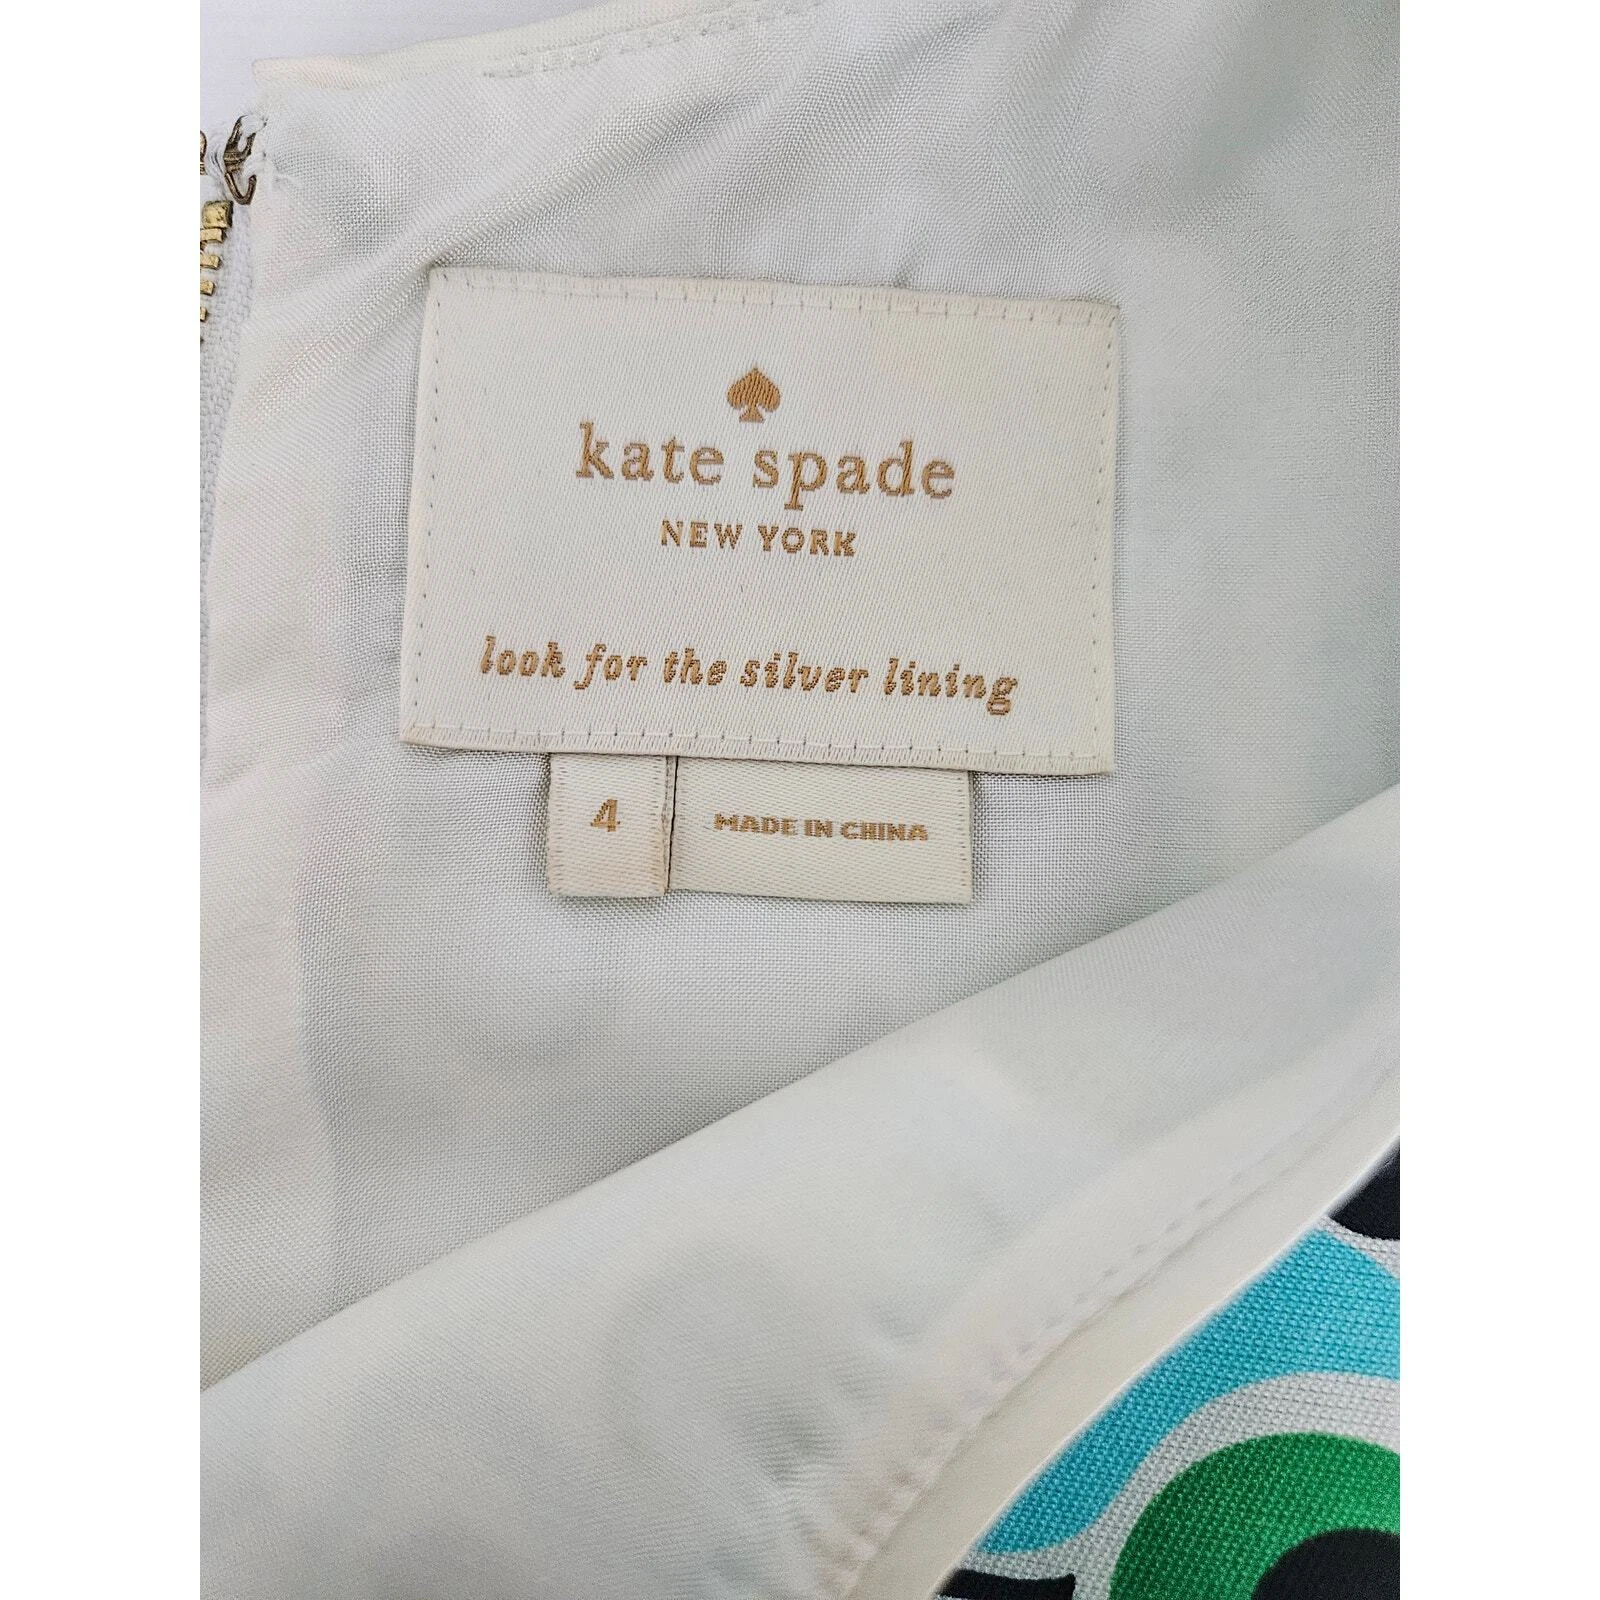 kate spade
NEW YORK
look for the silver lining
4
MADE IN CHINA